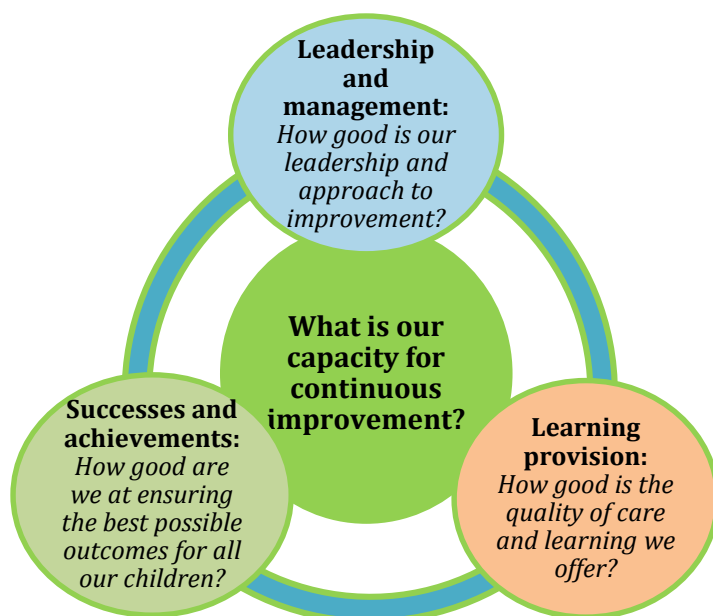 Leadership
and
management:
How good is our
leadership and
approach to
improvement?
What is our
capacity for
continuous
improvement?
Successes and
achievements:
How good are
we at ensuring
the best possible
outcomes for all
our children?
Learning
provision:
How good is the
quality of care
and learning we
offer?